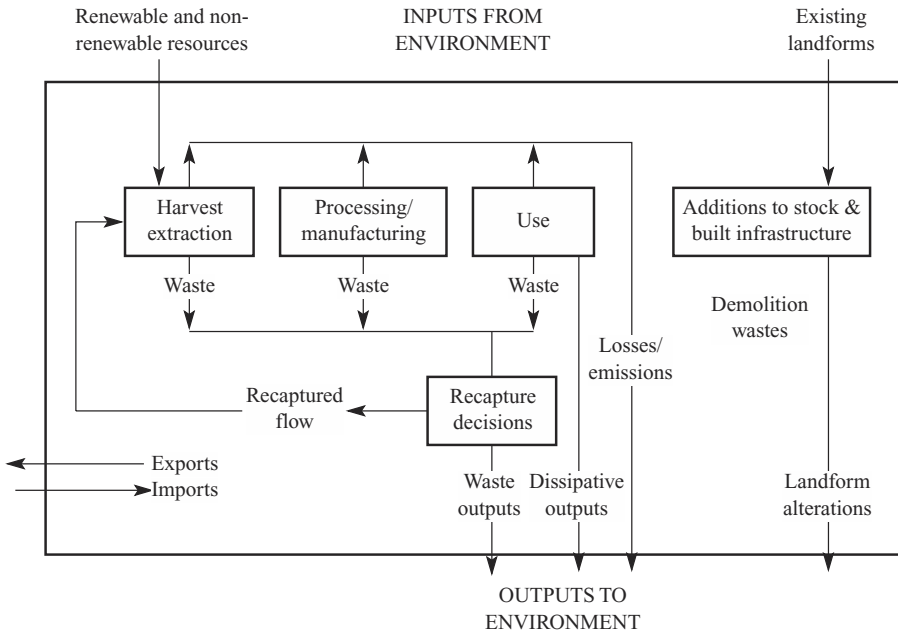 Renewable and non-
renewable resources
INPUTS FROM
ENVIRONMENT
Existing
landforms
Harvest
extraction
Processing/
manufacturing
Use
Additions to stock &
built infrastructure
Waste
Waste
Waste
Demolition
wastes
Losses/
emissions
Recaptured
flow
Recapture
decisions
Exports
Imports
Waste
outputs
Dissipative
outputs
Landform
alterations
OUTPUTS TO
ENVIRONMENT